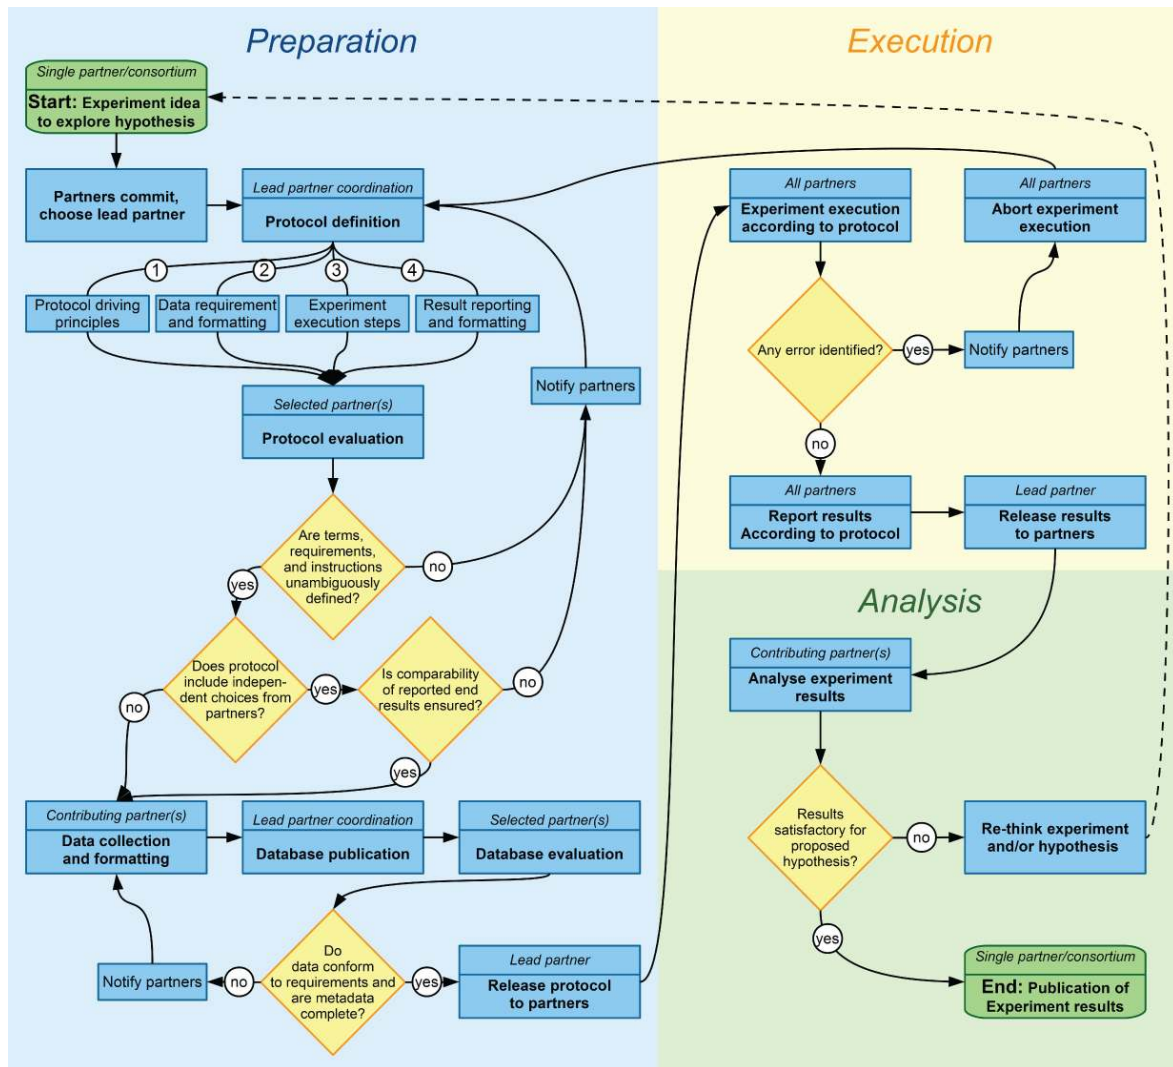 Preparation
Single partner/consortium
Start: Experiment idea
to explore hypothesis
Partners commit,
choose lead partner
Lead partner coordination
Protocol definition
1
2
3
4
Protocol driving
principles
Data requirement
and formatting
Experiment
execution steps
Result reporting
and formatting
Notify partners
Selected partner(s)
Protocol evaluation
Are terms,
requirements,
and instructions
unambiguously
defined?
no
yes
Does protocol
include indepen-
dent choices from
partners?
no
yes
Is comparability
of reported end
results ensured?
no
yes
Contributing partner(s)
Data collection
and formatting
Lead partner coordination
Database publication
Selected partner(s)
Database evaluation
Do
data conform
to requirements and
are metadata
complete?
no
Notify partners
yes
Lead partner
Release protocol
to partners
Execution
All partners
Experiment execution
according to protocol
All partners
Abort experiment
execution
Any error identified?
yes
Notify partners
no
All partners
Report results
According to protocol
Lead partner
Release results
to partners
Analysis
Contributing partner(s)
Analyse experiment
results
Results
satisfactory for
proposed
hypothesis?
no
Re-think experiment
and/or hypothesis
yes
Single partner/consortium
End: Publication of
Experiment results